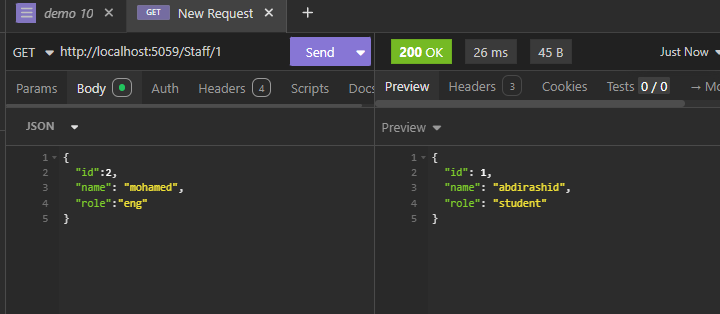 demo 10
GET New Request
GET http://localhost:5059/Staff/1 Send
200 OK 26 ms 45 B Just Now
Params Body Auth Headers 4 Scripts Docs
Preview Headers 3 Cookies Tests 0 / 0 → Mo
JSON
Preview
1 {
2 "id":2,
3 "name": "mohamed",
4 "role":"eng"
5 }
1 {
2 "id": 1,
3 "name": "abdirashid",
4 "role": "student"
5 }